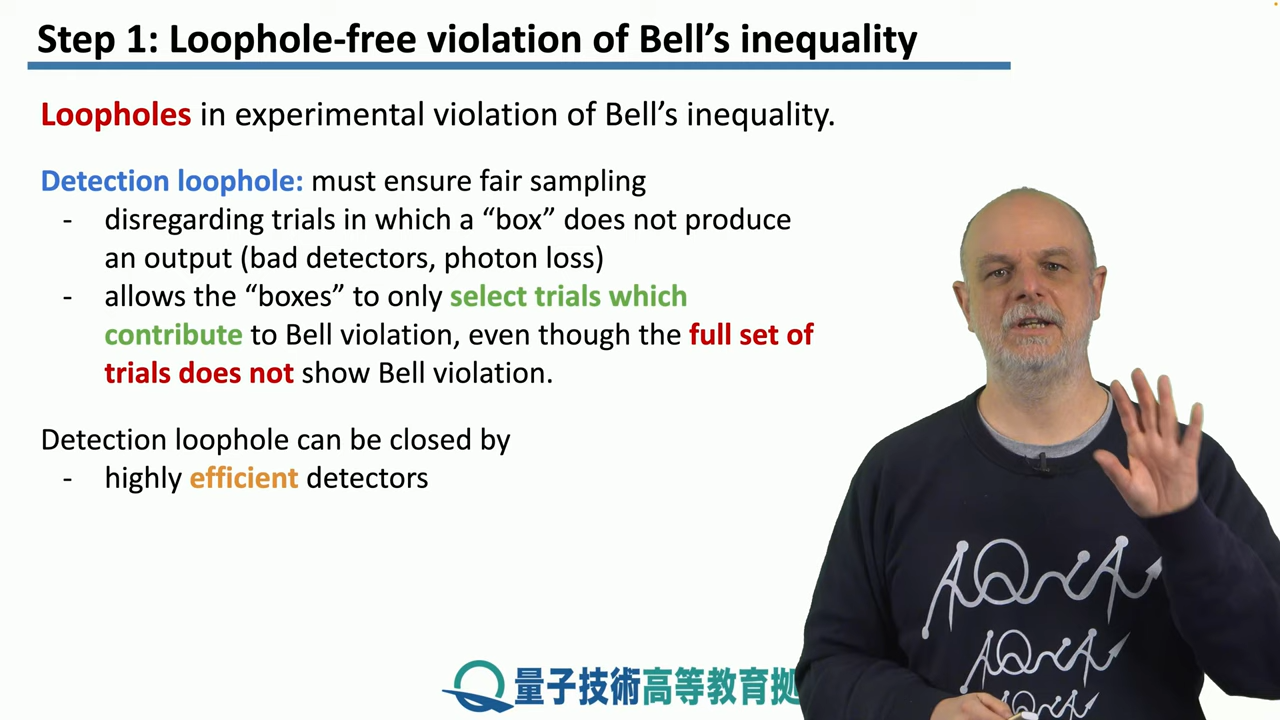 Step 1: Loophole-free violation of Bell’s inequality
Loopholes in experimental violation of Bell’s inequality.
Detection loophole: must ensure fair sampling
- disregarding trials in which a “box” does not produce
an output (bad detectors, photon loss)
- allows the “boxes” to only select trials which
contribute to Bell violation, even though the full set of
trials does not show Bell violation.
Detection loophole can be closed by
- highly efficient detectors
量子技術高等教育拠